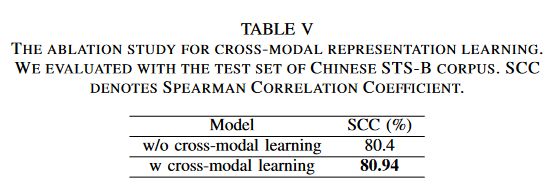 TABLE V
THE ABLATION STUDY FOR CROSS-MODAL REPRESENTATION LEARNING.
WE EVALUATED WITH THE TEST SET OF CHINESE STS-B CORPUS. SCC
DENOTES SPEARMAN CORRELATION COEFFICIENT.
Model SCC (%)
w/o cross-modal learning 80.4
w cross-modal learning 80.94